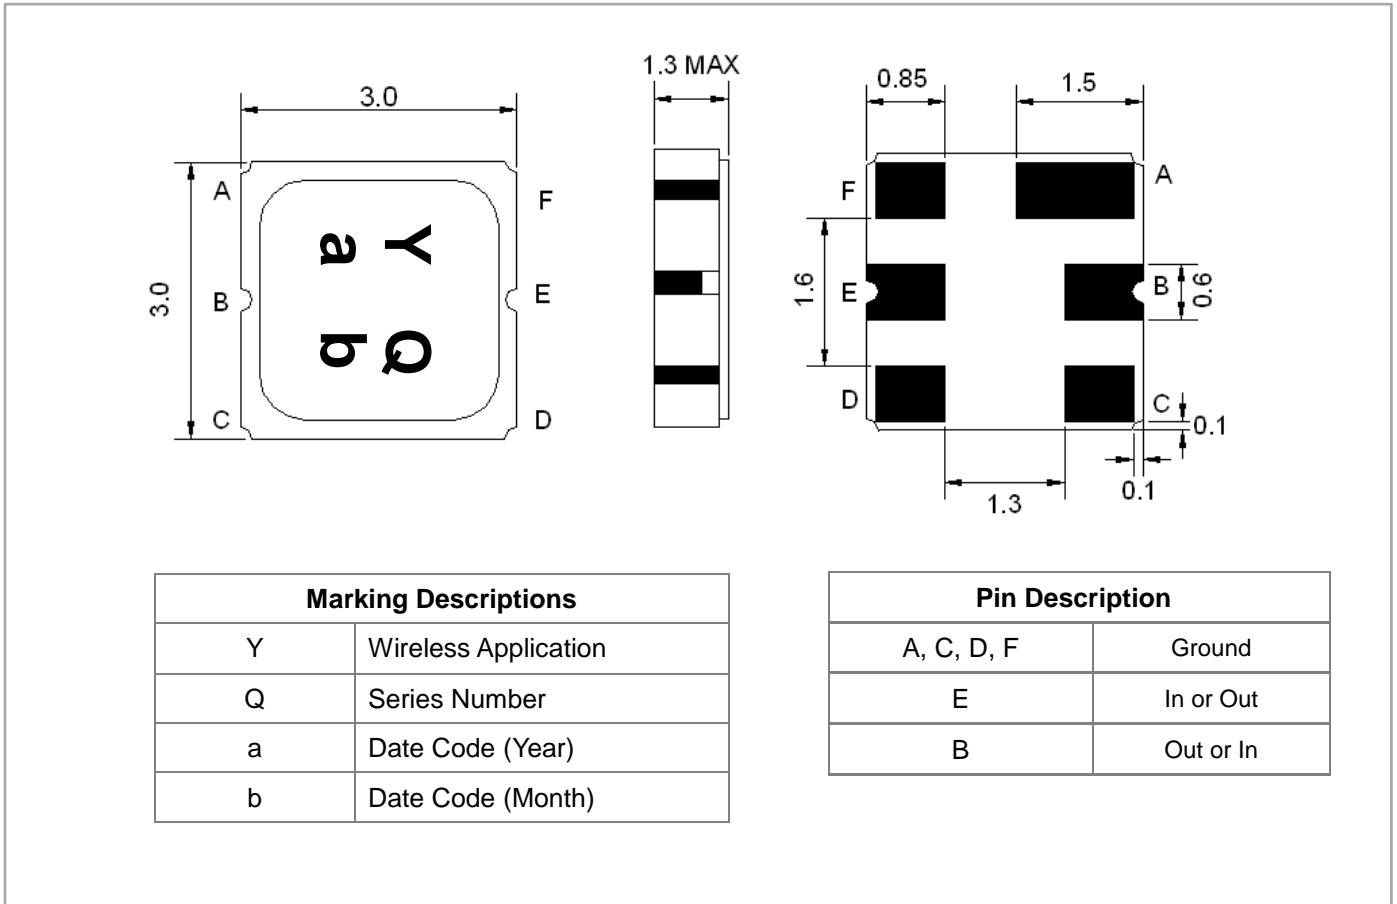 3.0
3.0
A
B
C
F
E
D
Y Q
a b
1.3 MAX
0.85
1.5
F
E
D
A
B
C
1.6
0.6
0.1
0.1
1.3
Marking Descriptions
Y Wireless Application
Q Series Number
a Date Code (Year)
b Date Code (Month)
Pin Description
A, C, D, F Ground
E In or Out
B Out or In